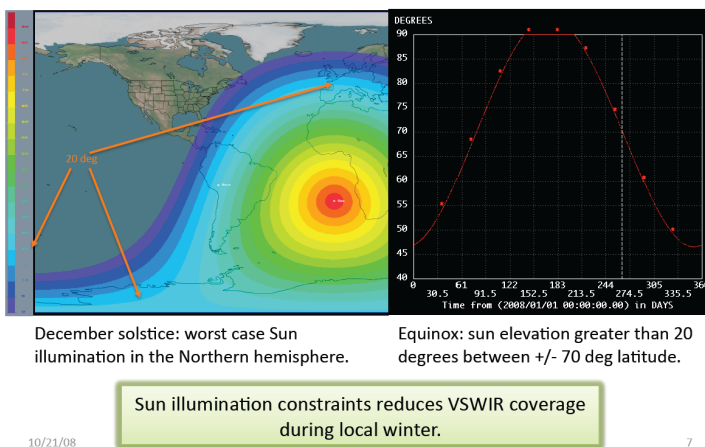 20 deg
DEGREES
90
85
80
75
70
65
60
55
50
45
40
0 61 122 183 244 305 36
30.5 91.5 152.5 213.5 274.5 335.5
Time from (2008/01/01 00:00:00.00) in DAYS
December solstice: worst case Sun
illumination in the Northern hemisphere.
Equinox: sun elevation greater than 20
degrees between +/- 70 deg latitude.
Sun illumination constraints reduces VSWIR coverage
during local winter.
10/21/08
7